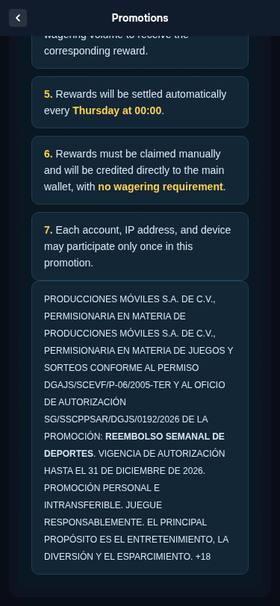 Promotions
wagering volume to receive the
corresponding reward.
5. Rewards will be settled automatically
every Thursday at 00:00.
6. Rewards must be claimed manually
and will be credited directly to the main
wallet, with no wagering requirement.
7. Each account, IP address, and device
may participate only once in this
promotion.
PRODUCCIONES MÓVILES S.A. DE C.V.,
PERMISIONARIA EN MATERIA DE
PRODUCCIONES MÓVILES S.A. DE C.V.,
PERMISIONARIA EN MATERIA DE JUEGOS Y
SORTEOS CONFORME AL PERMISO
DGAJS/SCEVF/P-06/2005-TER Y AL OFICIO
DE AUTORIZACIÓN
SG/SSCPPSAR/DGJS/0192/2026 DE LA
PROMOCIÓN: REEMBOLSO SEMANAL DE
DEPORTES. VIGENCIA DE AUTORIZACIÓN
HASTA EL 31 DE DICIEMBRE DE 2026.
PROMOCIÓN PERSONAL E
INTRANSFERIBLE. JUEGUE
RESPONSABLEMENTE. EL PRINCIPAL
PROPÓSITO ES EL ENTRETENIMIENTO, LA
DIVERSIÓN Y EL ESPARCIMIENTO. +18